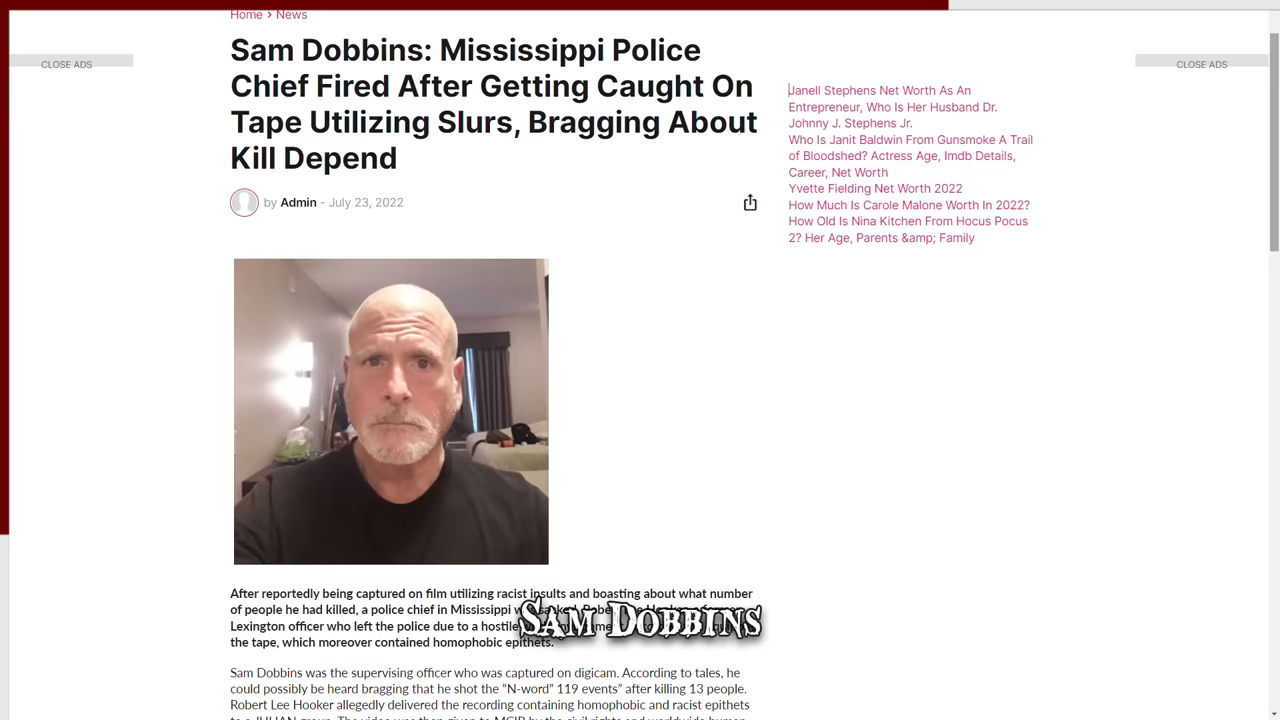 Home > News
Sam Dobbins: Mississippi Police
Chief Fired After Getting Caught On
Tape Utilizing Slurs, Bragging About
Kill Depend
by Admin - July 23, 2022
CLOSE ADS
CLOSE ADS
Janell Stephens Net Worth As An
Entrepreneur, Who Is Her Husband Dr.
Johnny J. Stephens Jr.
Who Is Janit Baldwin From Gunsmoke A Trail
of Bloodshed? Actress Age, Imdb Details,
Career, Net Worth
Yvette Fielding Net Worth 2022
How Much Is Carole Malone Worth In 2022?
How Old Is Nina Kitchen From Hocus Pocus
2? Her Age, Parents &amp; Family
After reportedly being captured on film utilizing racist insults and boasting about what number
of people he had killed, a police chief in Mississippi
Lexington officer who left the police due to a hostile
the tape, which moreover contained homophobic epithets.
Sam Dobbins
Sam Dobbins was the supervising officer who was captured on digicam. According to tales, he
could possibly be heard bragging that he shot the “N-word” 119 events” after killing 13 people.
Robert Lee Hooker allegedly delivered the recording containing homophobic and racist epithets